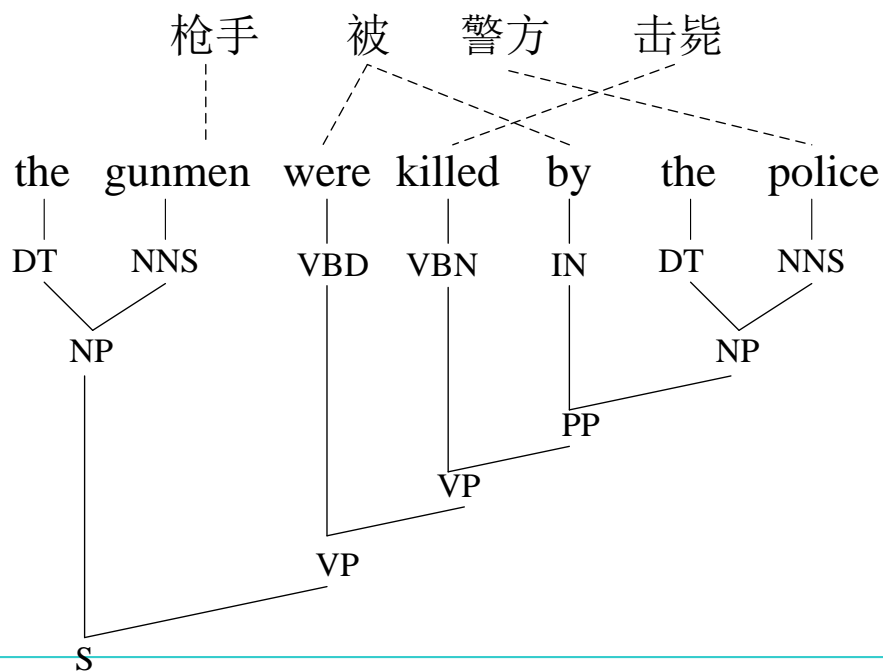 枪手 被 警方 击毙
the gunmen were killed by the police
DT NNS VBD VBN IN DT NNS
NP NP
PP
VP
VP
S